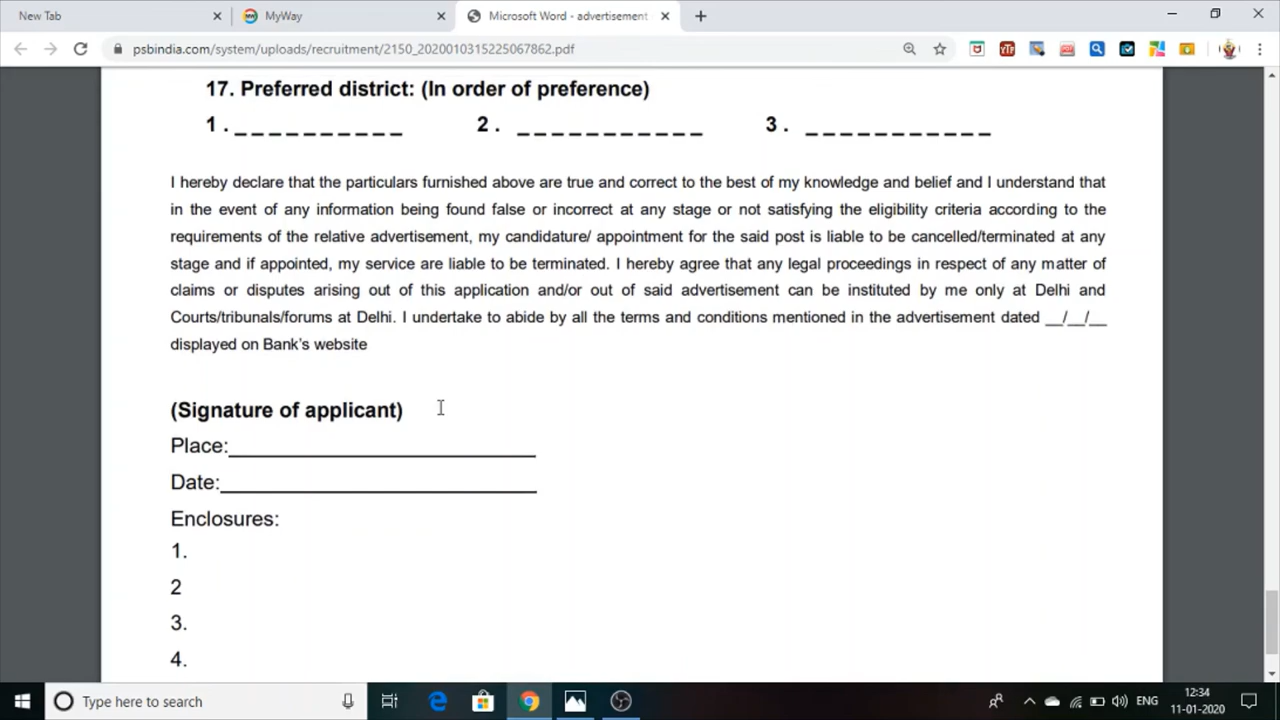 New Tab
MyWay
Microsoft Word - advertisement
psbindia.com/system/uploads/recruitment/2150_2020010315225067862.pdf
17. Preferred district: (In order of preference)
1 . _ _ _ _ _ _ _ _ _ _ 2 . _ _ _ _ _ _ _ _ _ _ _ 3 . _ _ _ _ _ _ _ _ _ _ _
I hereby declare that the particulars furnished above are true and correct to the best of my knowledge and belief and I understand that
in the event of any information being found false or incorrect at any stage or not satisfying the eligibility criteria according to the
requirements of the relative advertisement, my candidature/ appointment for the said post is liable to be cancelled/terminated at any
stage and if appointed, my service are liable to be terminated. I hereby agree that any legal proceedings in respect of any matter of
claims or disputes arising out of this application and/or out of said advertisement can be instituted by me only at Delhi and
Courts/tribunals/forums at Delhi. I undertake to abide by all the terms and conditions mentioned in the advertisement dated __/__/__
displayed on Bank’s website
(Signature of applicant)
Place:____________________________
Date:_____________________________
Enclosures:
1.
2
3.
4.
Type here to search
ENG
12:34
11-01-2020